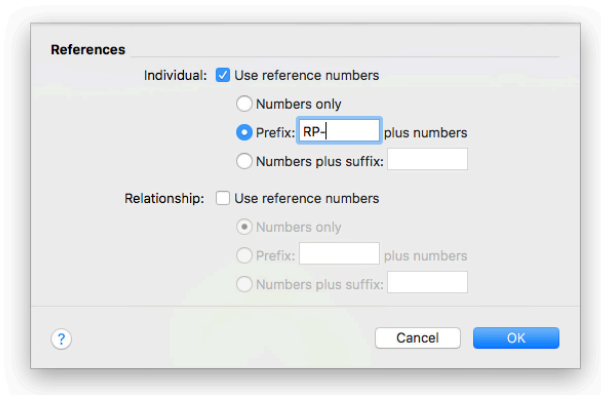 References
Individual: Use reference numbers
Numbers only
Prefix: RP- plus numbers
Numbers plus suffix:
Relationship: Use reference numbers
Numbers only
Prefix: plus numbers
Numbers plus suffix:
? Cancel OK